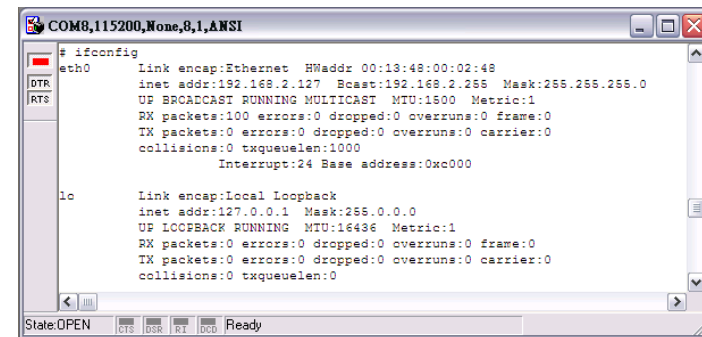 COM8,115200,None,8,1,ANSI
# ifconfig
eth0 Link encap:Ethernet HWaddr 00:13:48:00:02:48
inet addr:192.168.2.127 Bcast:192.168.2.255 Mask:255.255.255.0
UP BROADCAST RUNNING MULTICAST MTU:1500 Metric:1
RX packets:100 errors:0 dropped:0 overruns:0 frame:0
TX packets:0 errors:0 dropped:0 overruns:0 carrier:0
collisions:0 txqueuelen:1000
Interrupt:24 Base address:0xc000
lo Link encap:Local Loopback
inet addr:127.0.0.1 Mask:255.0.0.0
UP LOOPBACK RUNNING MTU:16436 Metric:1
RX packets:0 errors:0 dropped:0 overruns:0 frame:0
TX packets:0 errors:0 dropped:0 overruns:0 carrier:0
collisions:0 txqueuelen:0
DTR
RTS
State:OPEN CTS DSR RI DCD Ready